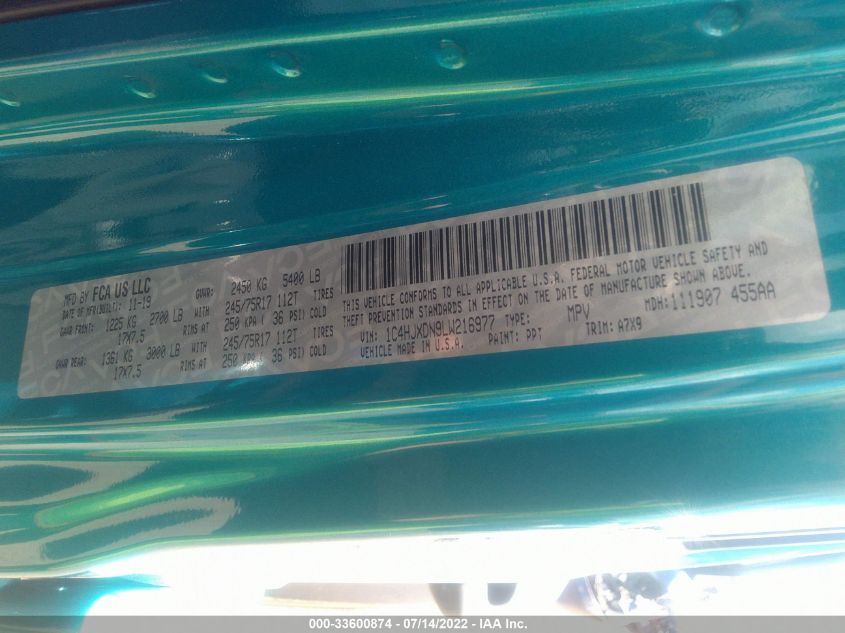 MFD BY FCA US LLC
DATE OF MFR(BUILT): 11-19 GVWR: 2450 KG 5400 LB
GAWR FRONT: 1225 KG 2700 LB WITH 245/75R17 112T TIRES
17X7.5 RIMS AT 250 KPA ( 36 PSI) COLD
GAWR REAR: 1361 KG 3000 LB WITH 245/75R17 112T TIRES
17X7.5 RIMS AT 250 KPA ( 36 PSI) COLD
THIS VEHICLE CONFORMS TO ALL APPLICABLE U.S.A. FEDERAL MOTOR VEHICLE SAFETY AND
THEFT PREVENTION STANDARDS IN EFFECT ON THE DATE OF MANUFACTURE SHOWN ABOVE.
VIN: 1C4HJXDN9LW216977 TYPE: MPV MDH: 111907 455AA
VEHICLE MADE IN U.S.A. PAINT: PPJ TRIM: A7X9
000-33600874 / 07/14/2022 - IAA Inc.